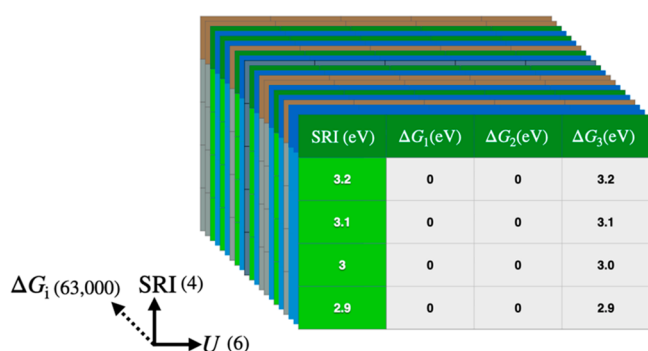 SRI (eV) ΔG₁(eV) ΔG₂(eV) ΔG₃(eV)
3.2 0 0 3.2
3.1 0 0 3.1
3 0 0 3.0
2.9 0 0 2.9
ΔGᵢ (63,000) SRI (4)
U (6)